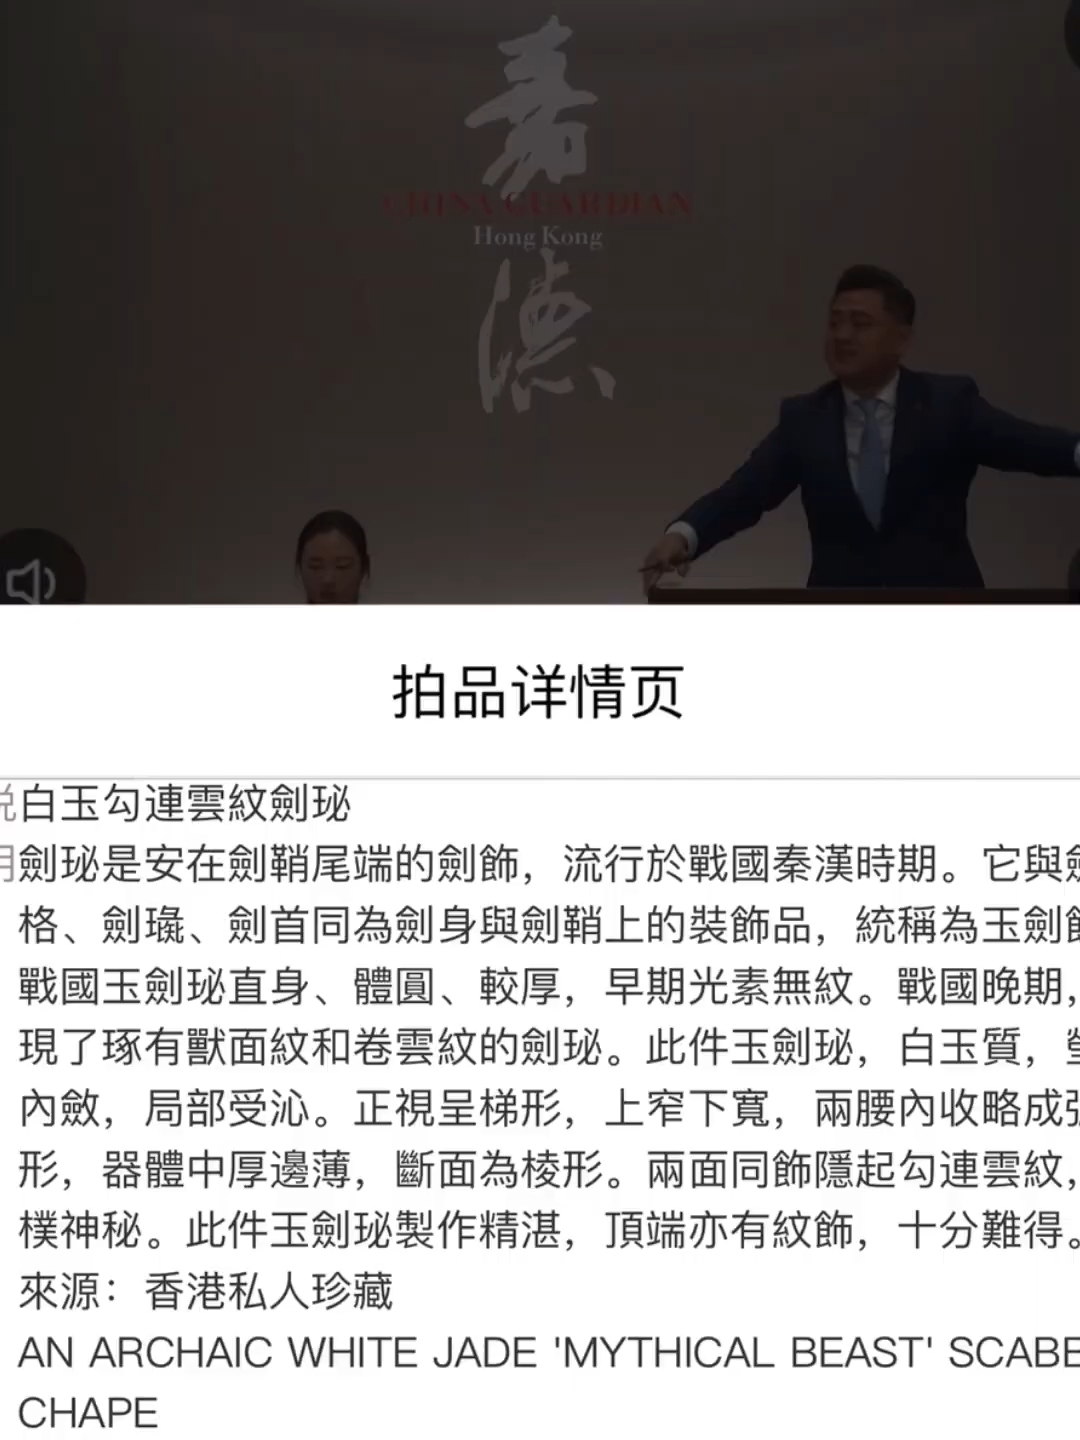 嘉
CHINA GUARDIAN
Hong Kong
德
拍品详情页
白玉勾連雲紋劍珌
劍珌是安在劍鞘尾端的劍飾，流行於戰國秦漢時期。它與
格、劍璏、劍首同為劍身與劍鞘上的裝飾品，統稱為玉劍飾
戰國玉劍珌直身、體圓、較厚，早期光素無紋。戰國晚期，
現了琢有獸面紋和卷雲紋的劍珌。此件玉劍珌，白玉質，
內斂，局部受沁。正視呈梯形，上窄下寬，兩腰內收略成
形，器體中厚邊薄，斷面為棱形。兩面同飾隱起勾連雲紋，
樸神秘。此件玉劍珌製作精湛，頂端亦有紋飾，十分難得。
來源：香港私人珍藏
AN ARCHAIC WHITE JADE 'MYTHICAL BEAST' SCABB
CHAPE